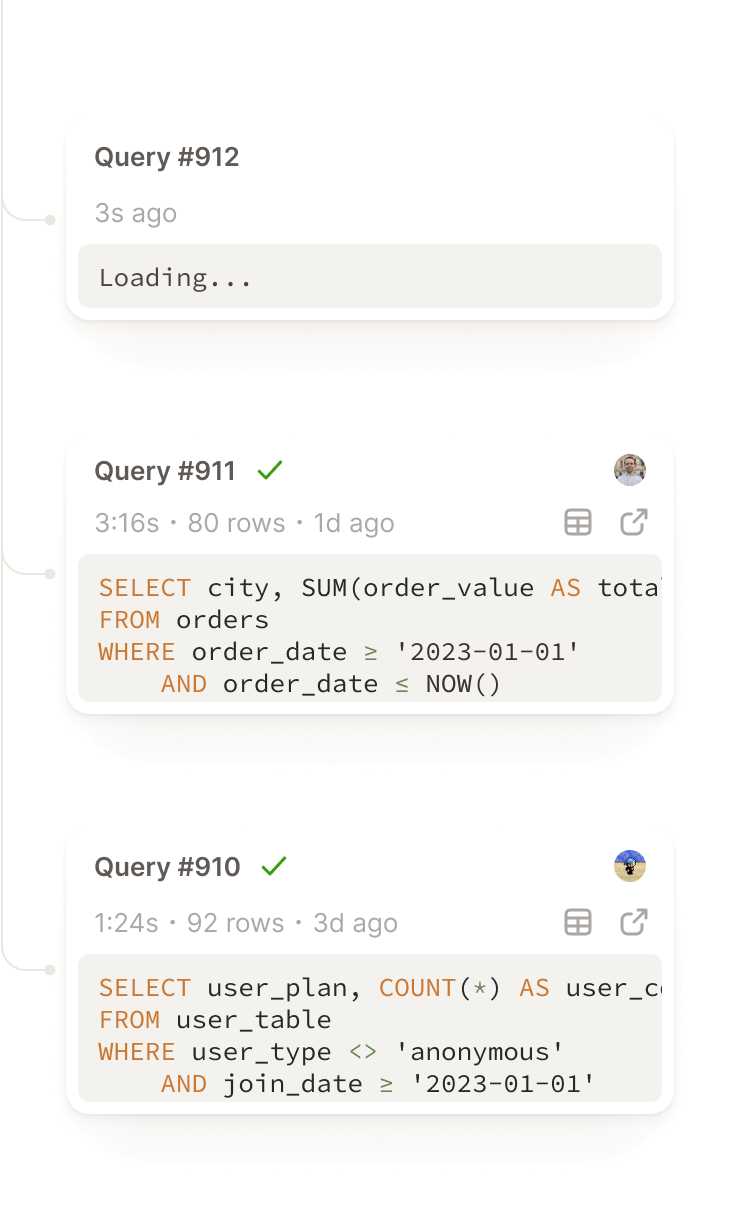 Query #912
3s ago
Loading...
Query #911
3:16s · 80 rows · 1d ago
SELECT city, SUM(order_value AS
FROM orders
WHERE order_date ≥ '2023-01-01'
AND order_date ≤ NOW()
Query #910
1:24s · 92 rows · 3d ago
SELECT user_plan, COUNT(*) AS
FROM user_table
WHERE user_type <> 'anonymous'
AND join_date ≥ '2023-01-01'